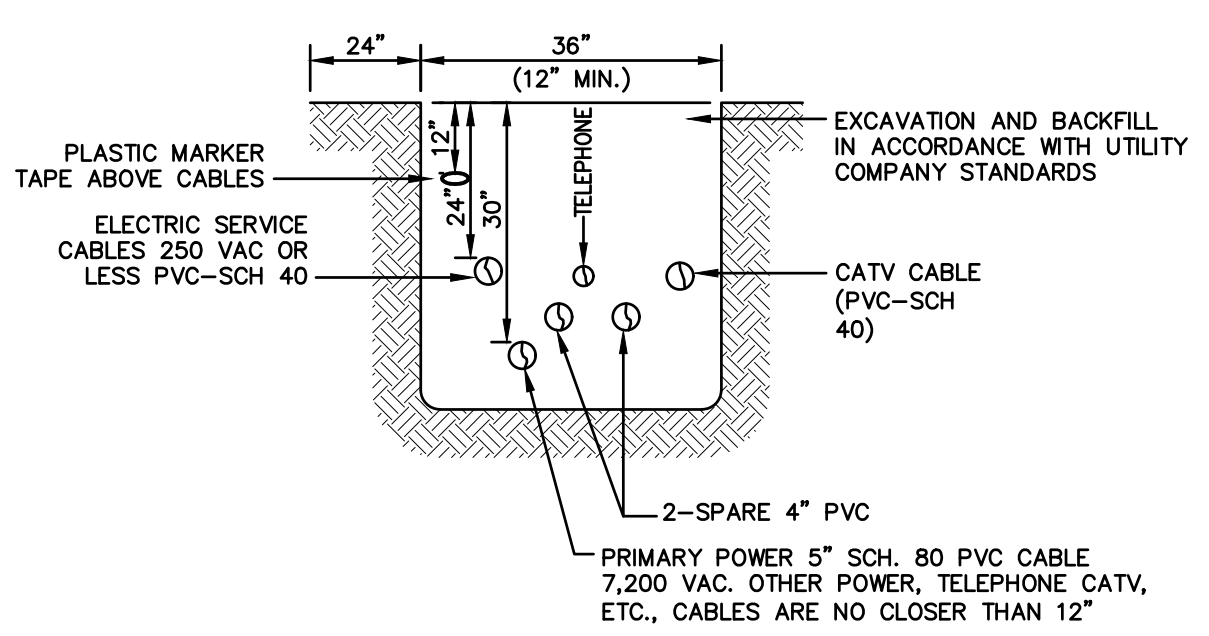 24”
36”
(12” MIN.)
PLASTIC MARKER
TAPE ABOVE CABLES
12”
24”
30”
TELEPHONE
EXCAVATION AND BACKFILL
IN ACCORDANCE WITH UTILITY
COMPANY STANDARDS
ELECTRIC SERVICE
CABLES 250 VAC OR
LESS PVC–SCH 40
CATV CABLE
(PVC–SCH
40)
2–SPARE 4” PVC
PRIMARY POWER 5” SCH. 80 PVC CABLE
7,200 VAC. OTHER POWER, TELEPHONE CATV,
ETC., CABLES ARE NO CLOSER THAN 12”